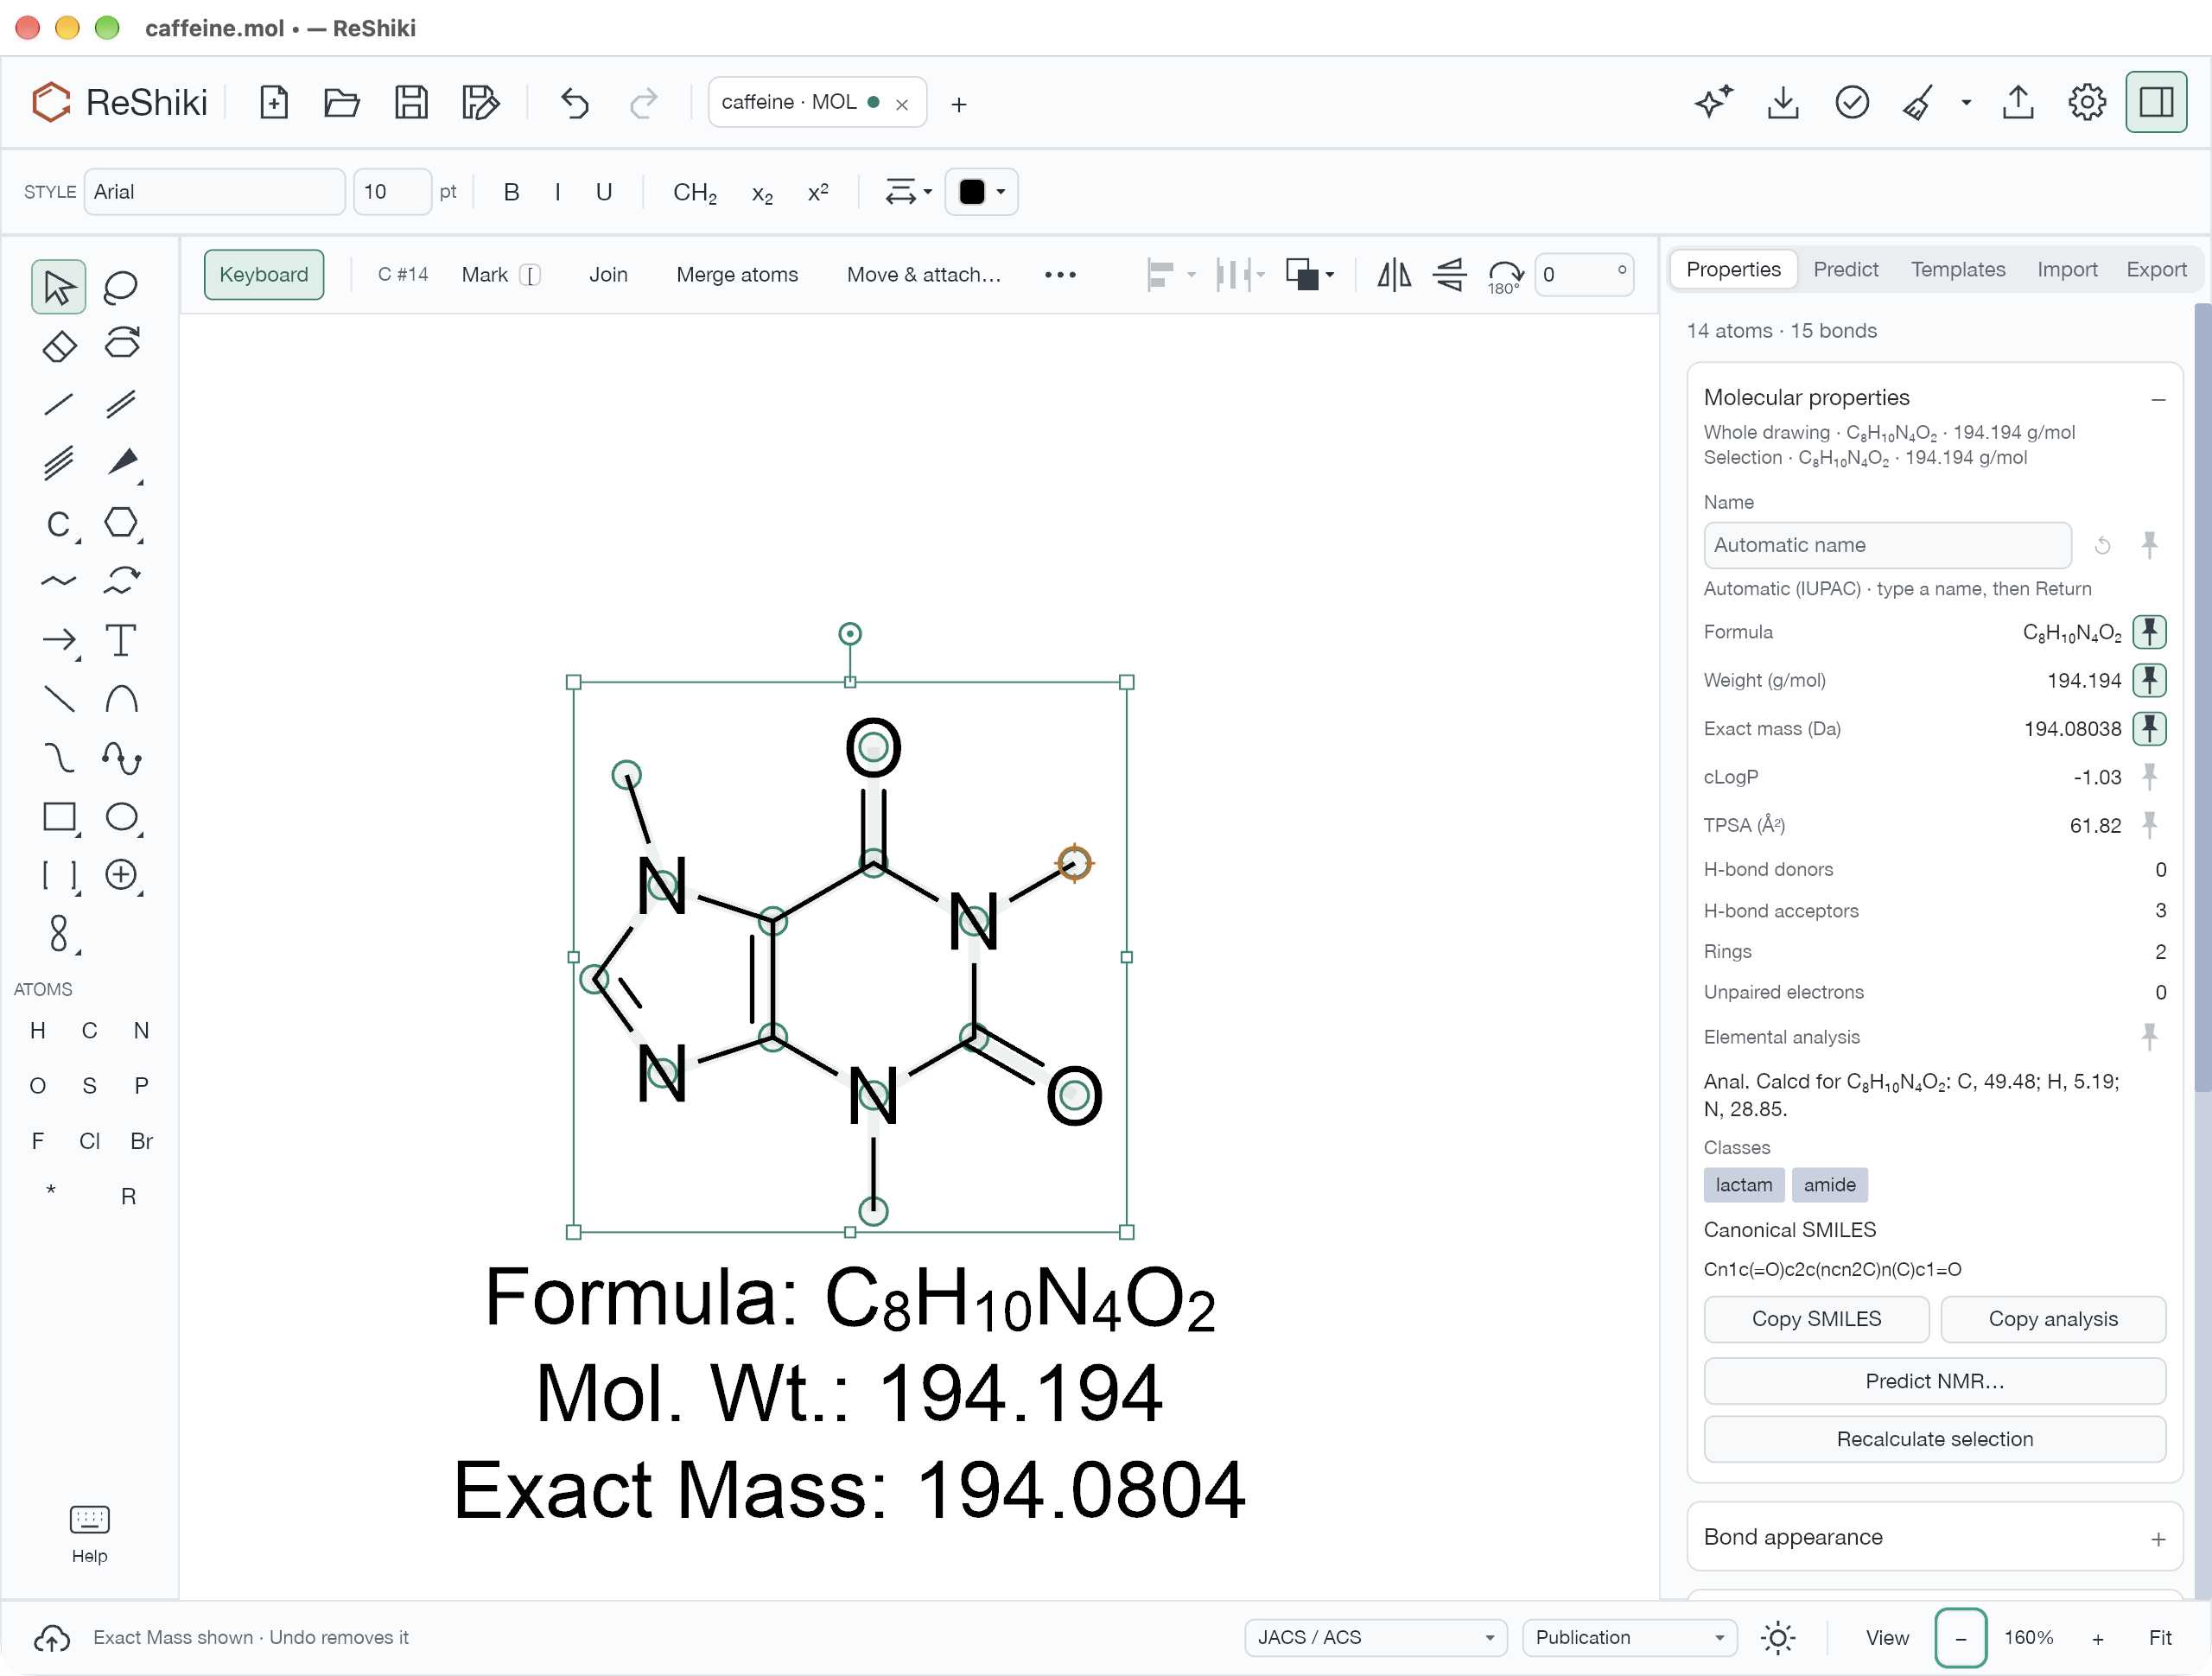 caffeine.mol • — ReShiki
ReShiki
caffeine · MOL
STYLE Arial 10 pt B I U CH₂ x₂ x²
Keyboard C #14 Mark [ Join Merge atoms Move & attach... 180° 0 °
Properties Predict Templates Import Export
C
T
ATOMS
H C N
O S P
F Cl Br
* R
Help
O
N
N
N
N
O
Formula: C₈H₁₀N₄O₂
Mol. Wt.: 194.194
Exact Mass: 194.0804
14 atoms · 15 bonds
Molecular properties
Whole drawing · C₈H₁₀N₄O₂ · 194.194 g/mol
Selection · C₈H₁₀N₄O₂ · 194.194 g/mol
Name
Automatic name
Automatic (IUPAC) · type a name, then Return
Formula C₈H₁₀N₄O₂
Weight (g/mol) 194.194
Exact mass (Da) 194.08038
cLogP -1.03
TPSA (Å²) 61.82
H-bond donors 0
H-bond acceptors 3
Rings 2
Unpaired electrons 0
Elemental analysis
Anal. Calcd for C₈H₁₀N₄O₂: C, 49.48; H, 5.19;
N, 28.85.
Classes
lactam amide
Canonical SMILES
Cn1c(=O)c2c(ncn2C)n(C)c1=O
Copy SMILES Copy analysis
Predict NMR...
Recalculate selection
Bond appearance
Exact Mass shown · Undo removes it JACS / ACS Publication View − 160% + Fit